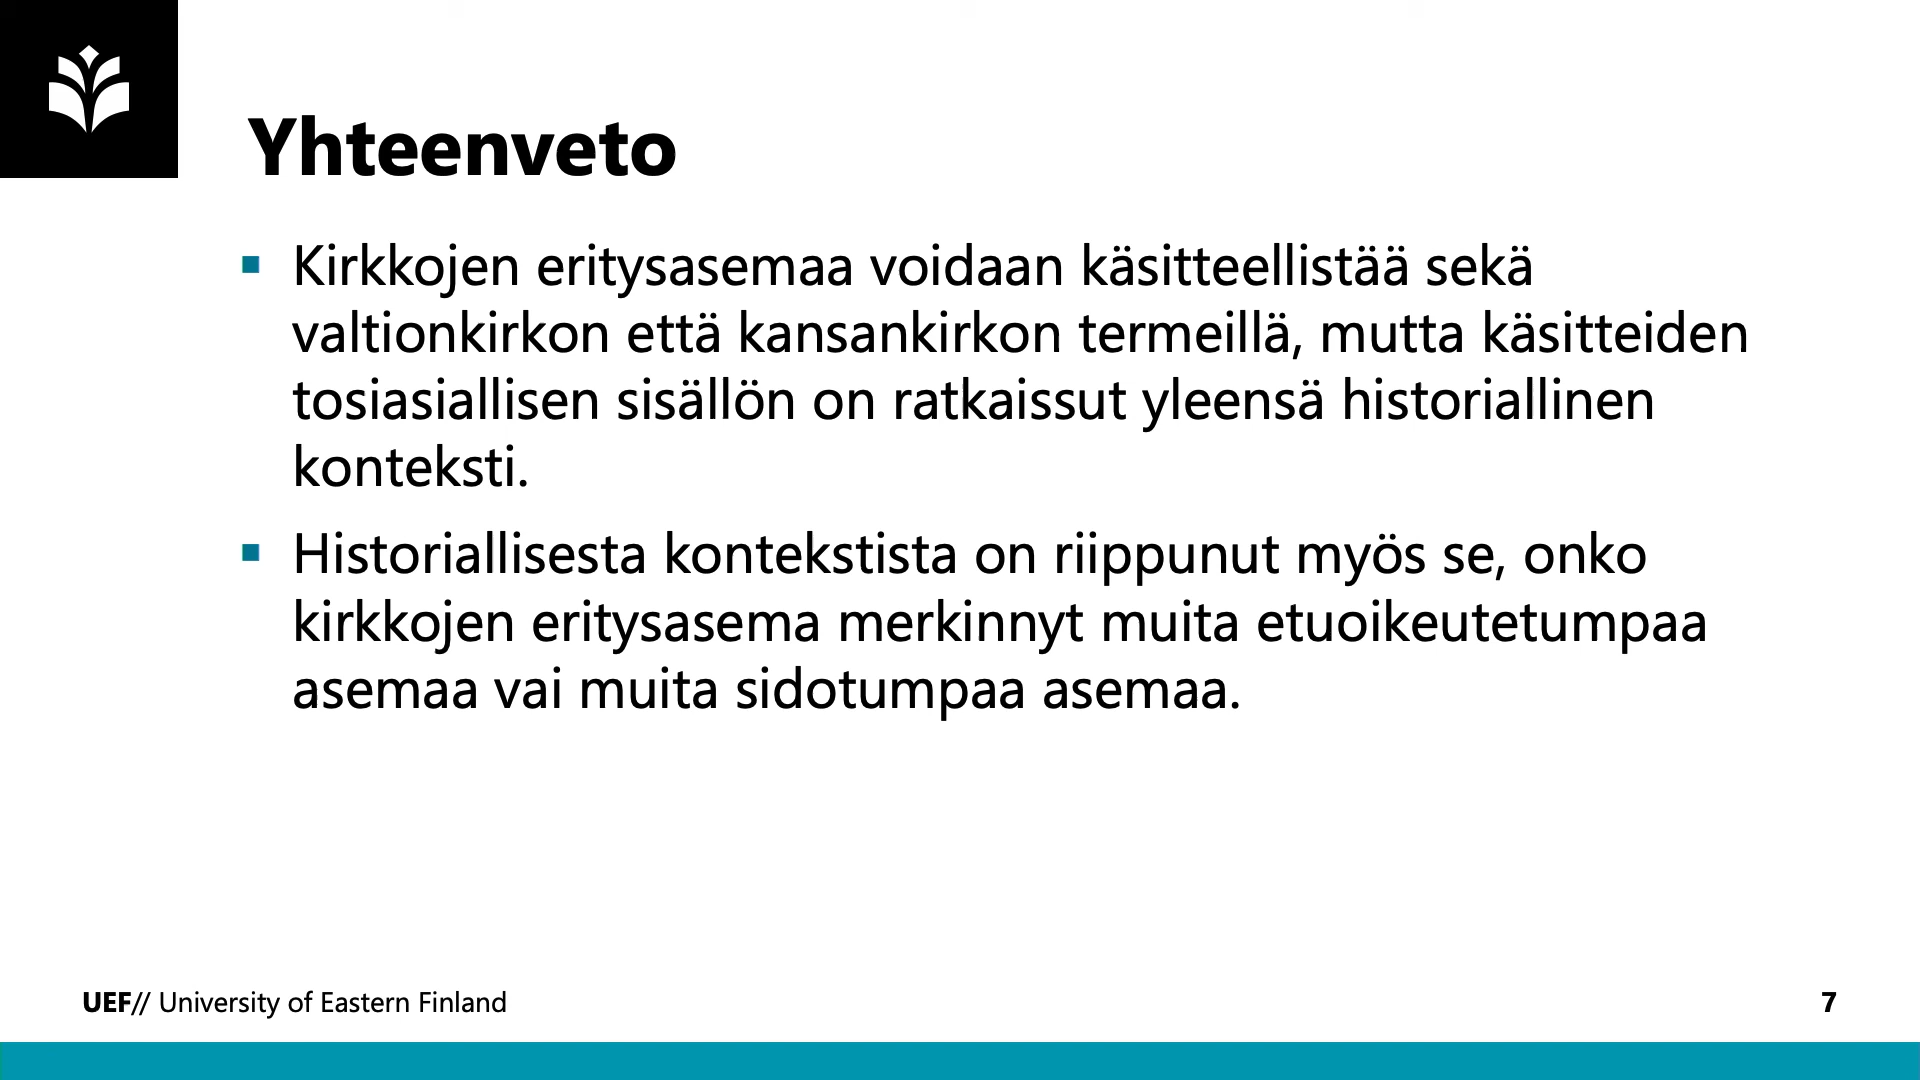 Yhteenveto
▪ Kirkkojen eritysasemaa voidaan käsitteellistää sekä
valtionkirkon että kansankirkon termeillä, mutta käsitteiden
tosiasiallisen sisällön on ratkaissut yleensä historiallinen
konteksti.
▪ Historiallisesta kontekstista on riippunut myös se, onko
kirkkojen eritysasema merkinnyt muita etuoikeutetumpaa
asemaa vai muita sidotumpaa asemaa.
UEF// University of Eastern Finland
7